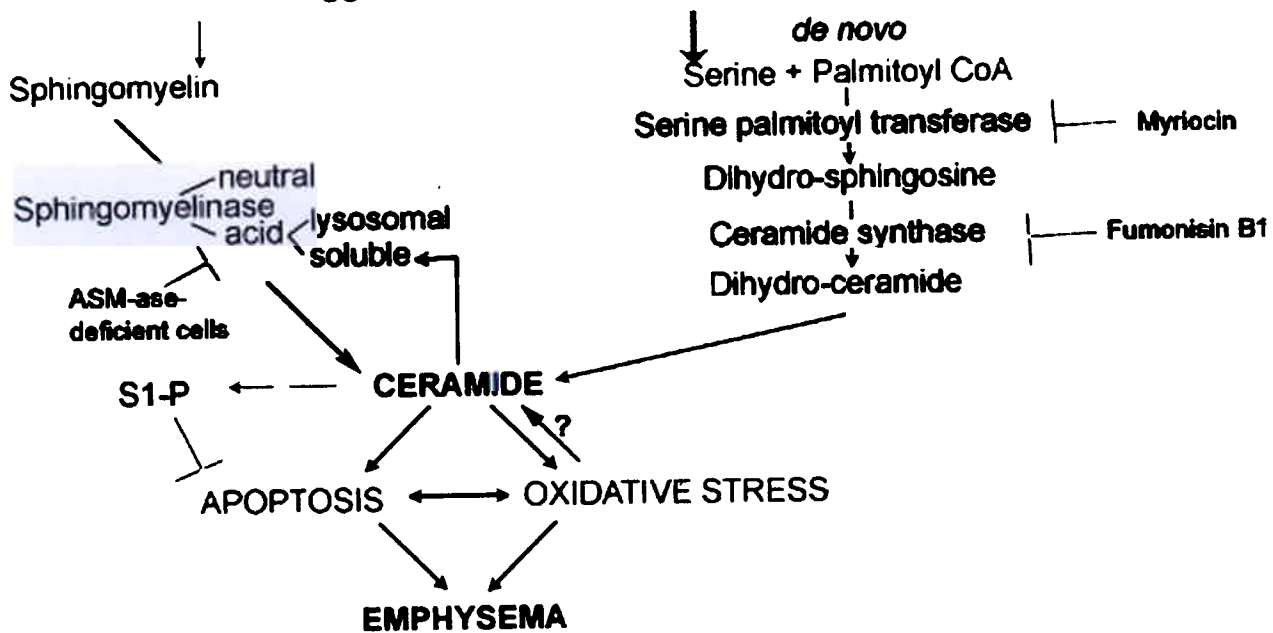 de novo
Sphingomyelin
Serine + Palmitoyl CoA
Serine palmitoyl transferase
Myriocin
Dihydro-sphingosine
neutral
Sphingomyelinase
acid
lysosomal
soluble
Ceramide synthase
Fumonisin B1
Dihydro-ceramide
ASM-ase-
deficient cells
S1-P
CERAMIDE
?
APOPTOSIS
OXIDATIVE STRESS
EMPHYSEMA